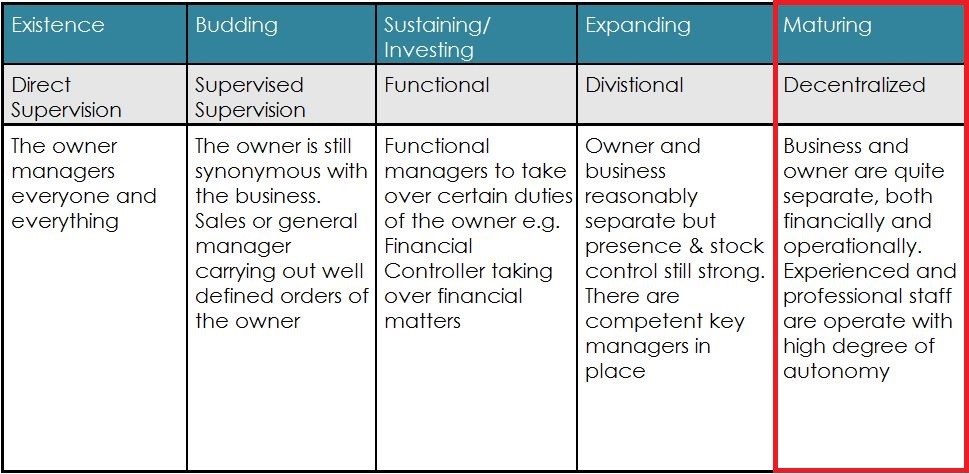 Existence
Budding
Sustaining/
Investing
Expanding
Maturing
Direct
Supervision
Supervised
Supervision
Functional
Divistional
Decentralized
The owner
managers
everyone and
everything
The owner is still
synonymous with
the business.
Sales or general
manager
carrying out well
defined orders of
the owner
Functional
managers to take
over certain duties
of the owner e.g.
Financial
Controller taking
over financial
matters
Owner and
business
reasonably
separate but
presence & stock
control still strong.
There are
competent key
managers in
place
Business and
owner are quite
separate, both
financially and
operationally.
Experienced and
professional staff
are operate with
high degree of
autonomy